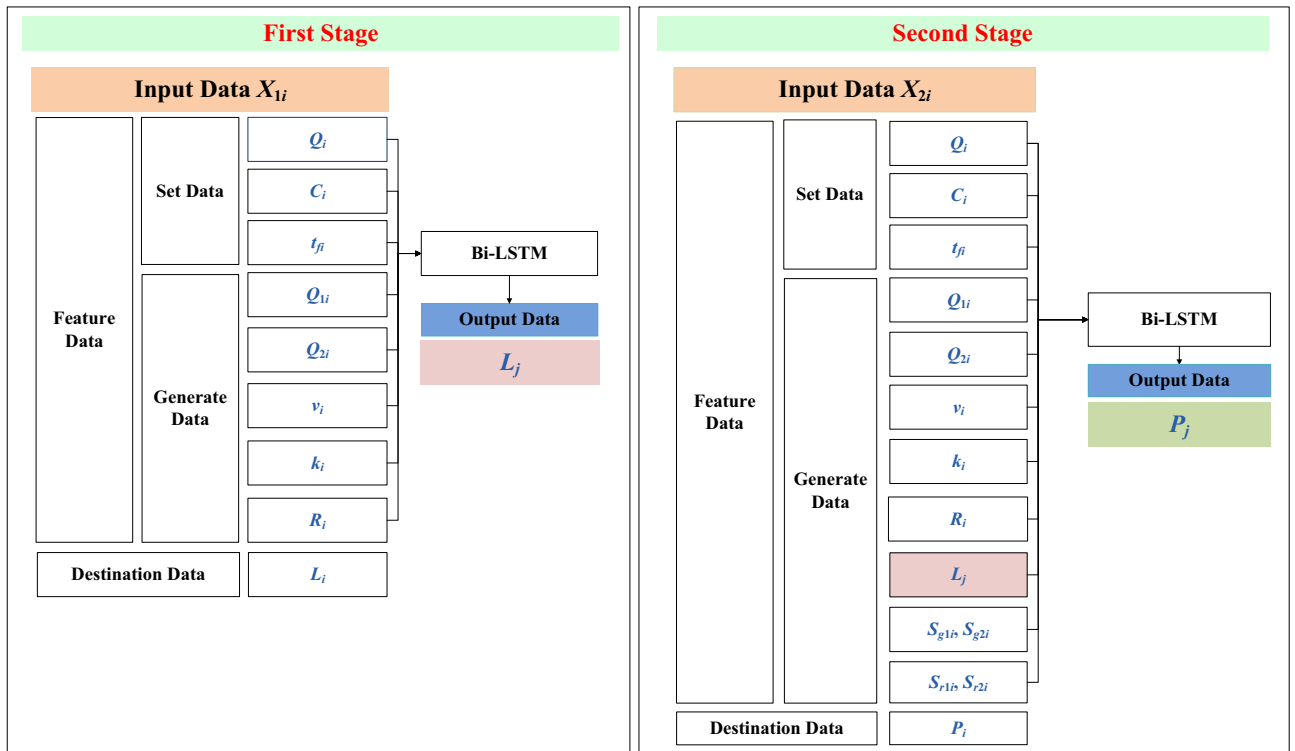 First Stage
Input Data X1i
Feature
Data
Set Data
Qi
Ci
tfi
Generate
Data
Q1i
Q2i
vi
ki
Ri
Destination Data
Li
Bi-LSTM
Output Data
Lj
Second Stage
Input Data X2i
Feature
Data
Set Data
Qi
Ci
tfi
Generate
Data
Q1i
Q2i
vi
ki
Ri
Lj
Sg1i, Sg2i
Sr1i, Sr2i
Destination Data
Pi
Bi-LSTM
Output Data
Pj